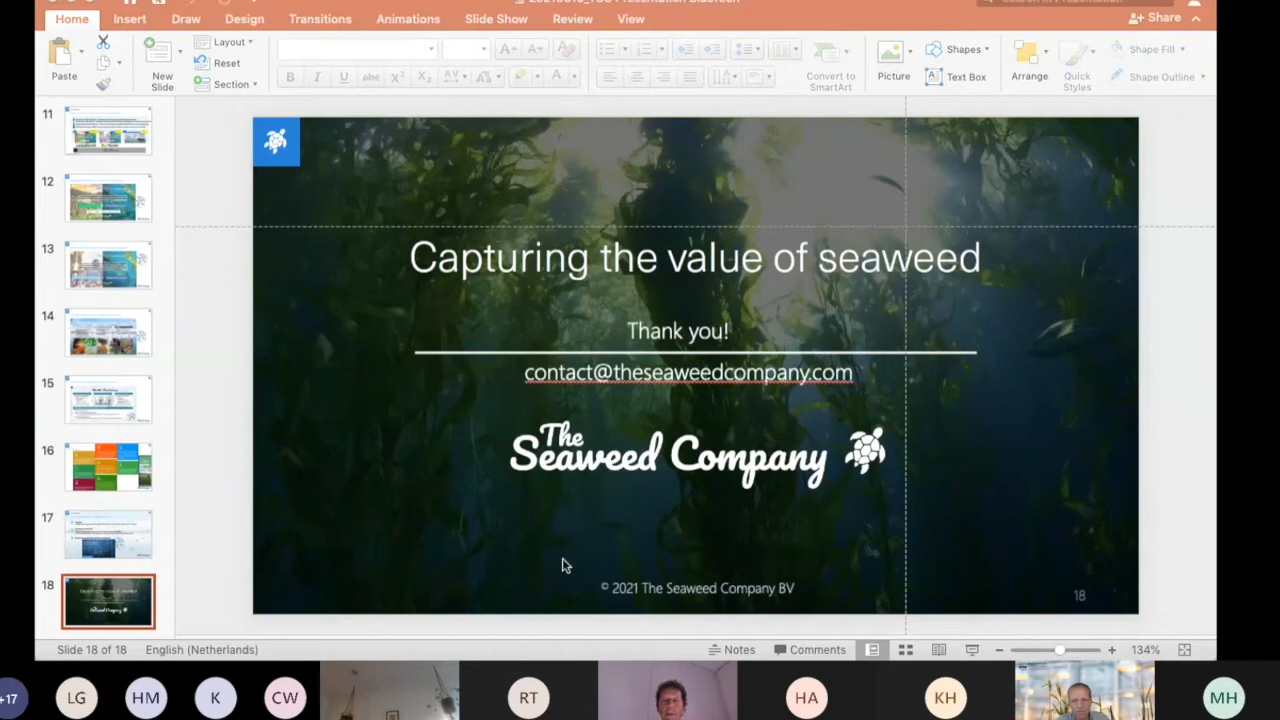 Home Insert Draw Design Transitions Animations Slide Show Review View Share
Paste
New
Slide
Layout
Reset
Section
Convert to
SmartArt
Picture
Shapes
Text Box
Arrange
Quick
Styles
Shape Fill
Shape Outline
11
12
13
14
15
16
17
18
Capturing the value of seaweed
Thank you!
contact@theseaweedcompany.com
The
Seaweed Company
© 2021 The Seaweed Company BV
18
Slide 18 of 18 English (Netherlands) Notes Comments 134%
+17 LG HM K CW RT HA KH MH